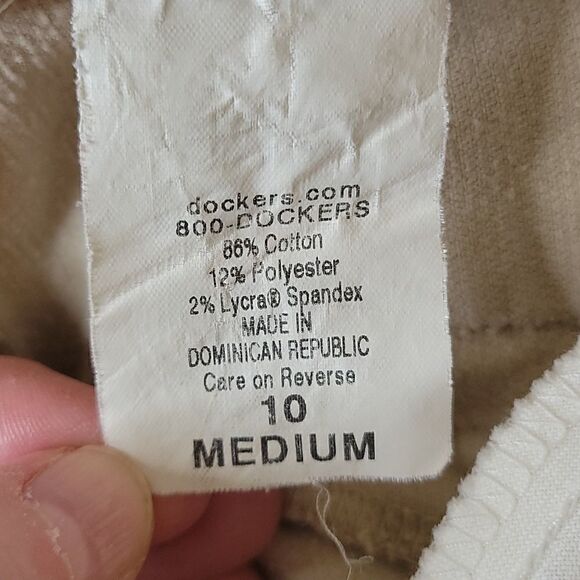 dockers.com
800-DOCKERS
86% Cotton
12% Polyester
2% Lycra® Spandex
MADE IN
DOMINICAN REPUBLIC
Care on Reverse
10
MEDIUM